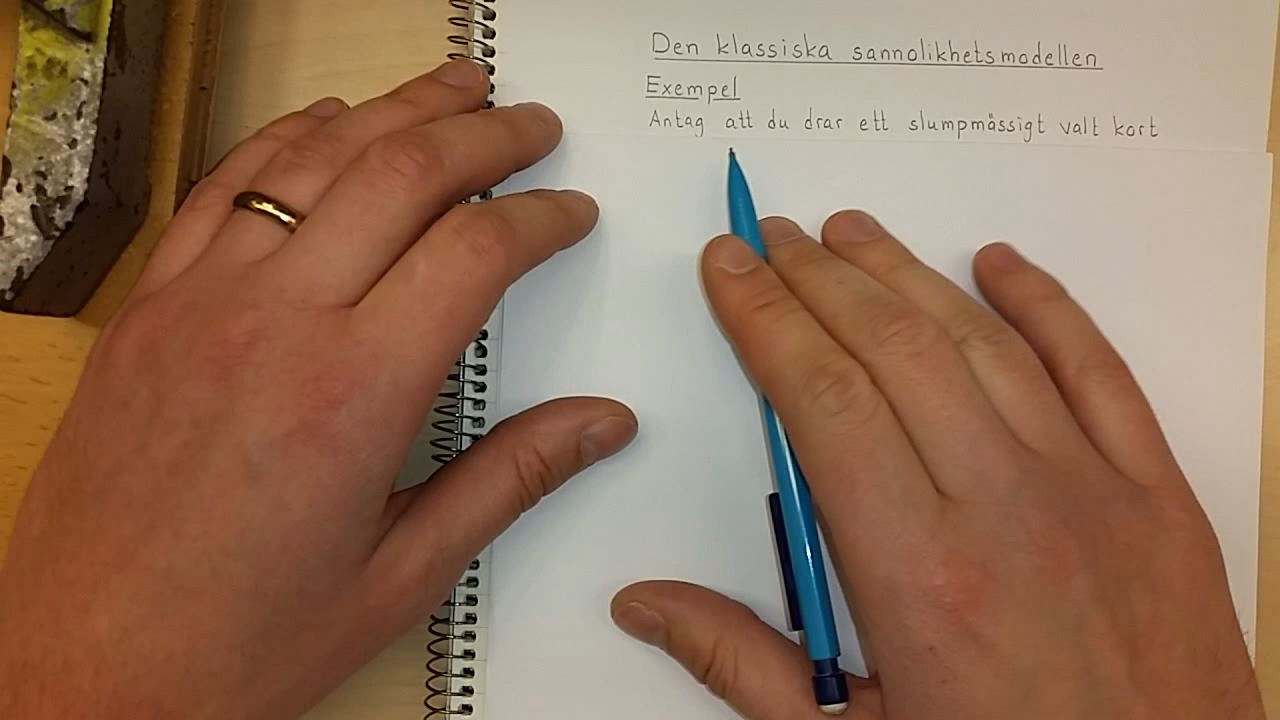 Den klassiska sannolikhetsmodellen
Exempel
Antag att du drar ett slumpmässigt valt kort